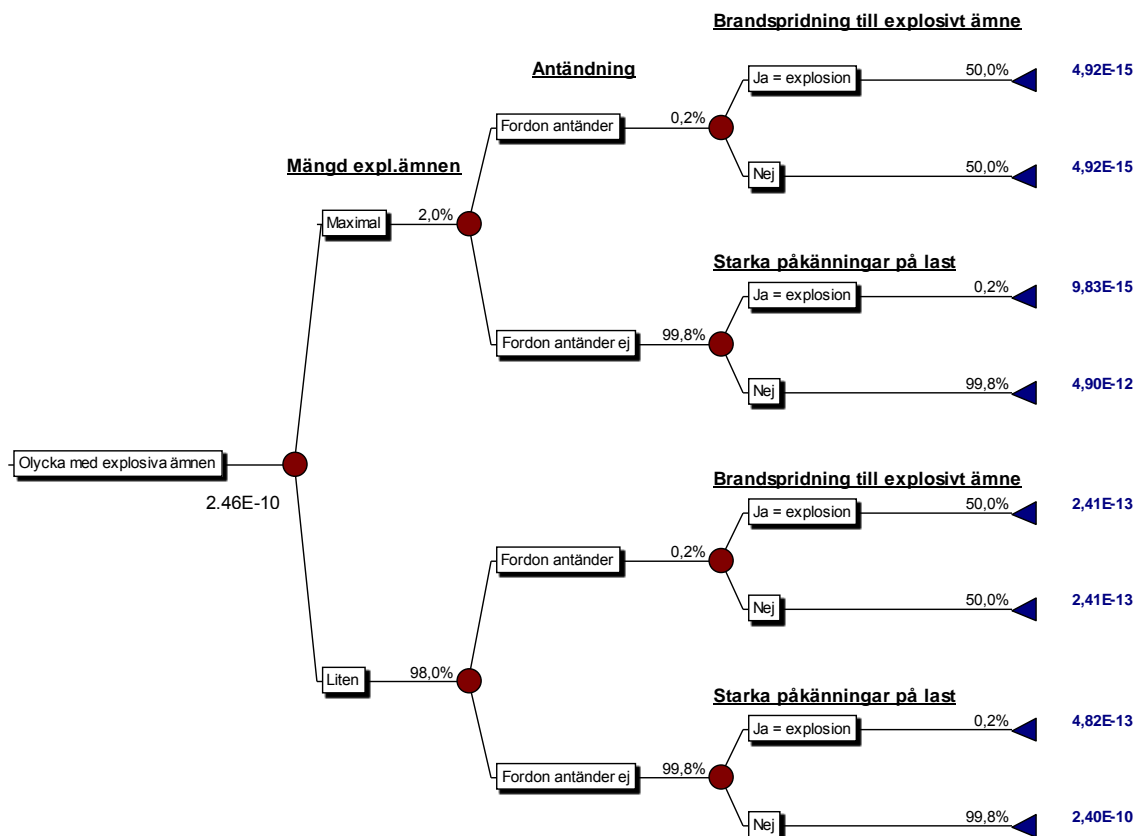 Brandspridning till explosivt ämne
Antändning
Ja = explosion 50,0% 4,92E-15
Fordon antänder 0,2%
Mängd expl.ämnen
Nej 50,0% 4,92E-15
Maximal 2,0%
Starka påkänningar på last
Ja = explosion 0,2% 9,83E-15
Fordon antänder ej 99,8%
Nej 99,8% 4,90E-12
Olycka med explosiva ämnen
2.46E-10
Brandspridning till explosivt ämne
Ja = explosion 50,0% 2,41E-13
Fordon antänder 0,2%
Nej 50,0% 2,41E-13
Liten 98,0%
Starka påkänningar på last
Ja = explosion 0,2% 4,82E-13
Fordon antänder ej 99,8%
Nej 99,8% 2,40E-10